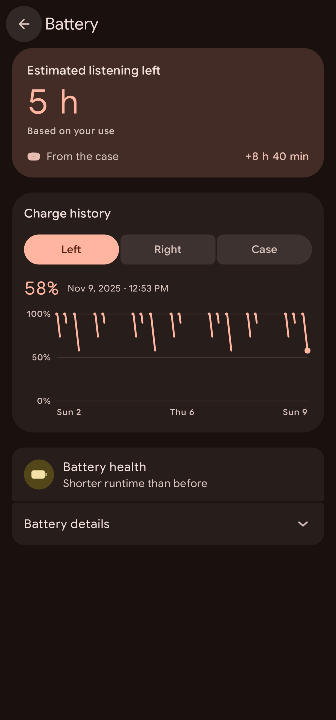 Battery
Estimated listening left
5 h
Based on your use
From the case +8 h 40 min
Charge history
Left Right Case
58% Nov 9, 2025 · 12:53 PM
100%
50%
0%
Sun 2 Thu 6 Sun 9
Battery health
Shorter runtime than before
Battery details